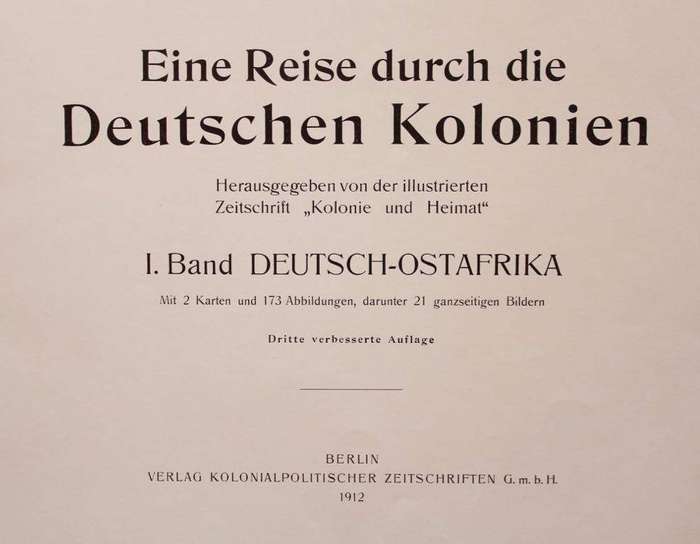 Eine Reise durch die
Deutschen Kolonien
Herausgegeben von der illustrierten
Zeitschrift „Kolonie und Heimat“
I. Band DEUTSCH-OSTAFRIKA
Mit 2 Karten und 173 Abbildungen, darunter 21 ganzseitigen Bildern
Dritte verbesserte Auflage
BERLIN
VERLAG KOLONIALPOLITISCHER ZEITSCHRIFTEN G. m. b. H.
1912